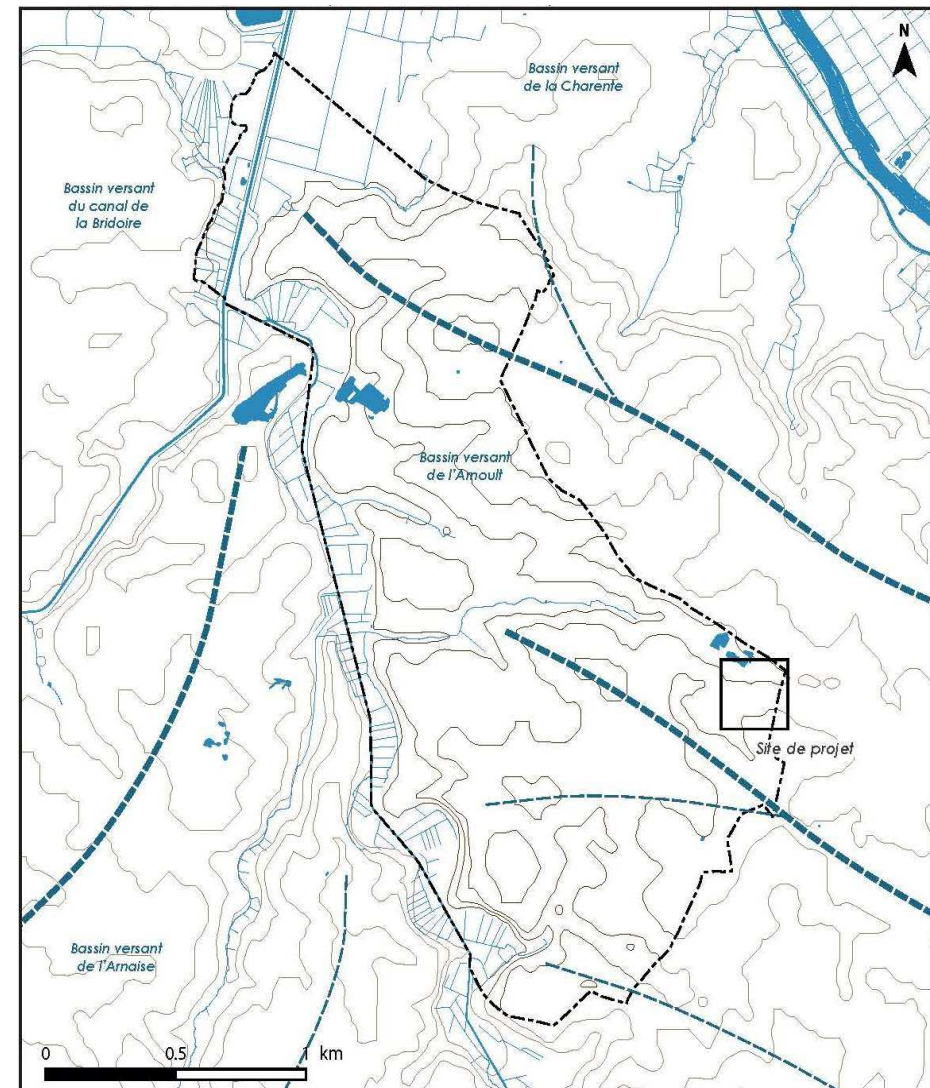 N
Bassin versant
de la Charente
Bassin versant
du canal de
la Bridoire
Bassin versant
de l'Arnoult
Site de projet
Bassin versant
de l'Arnaise
0 0.5 1 km